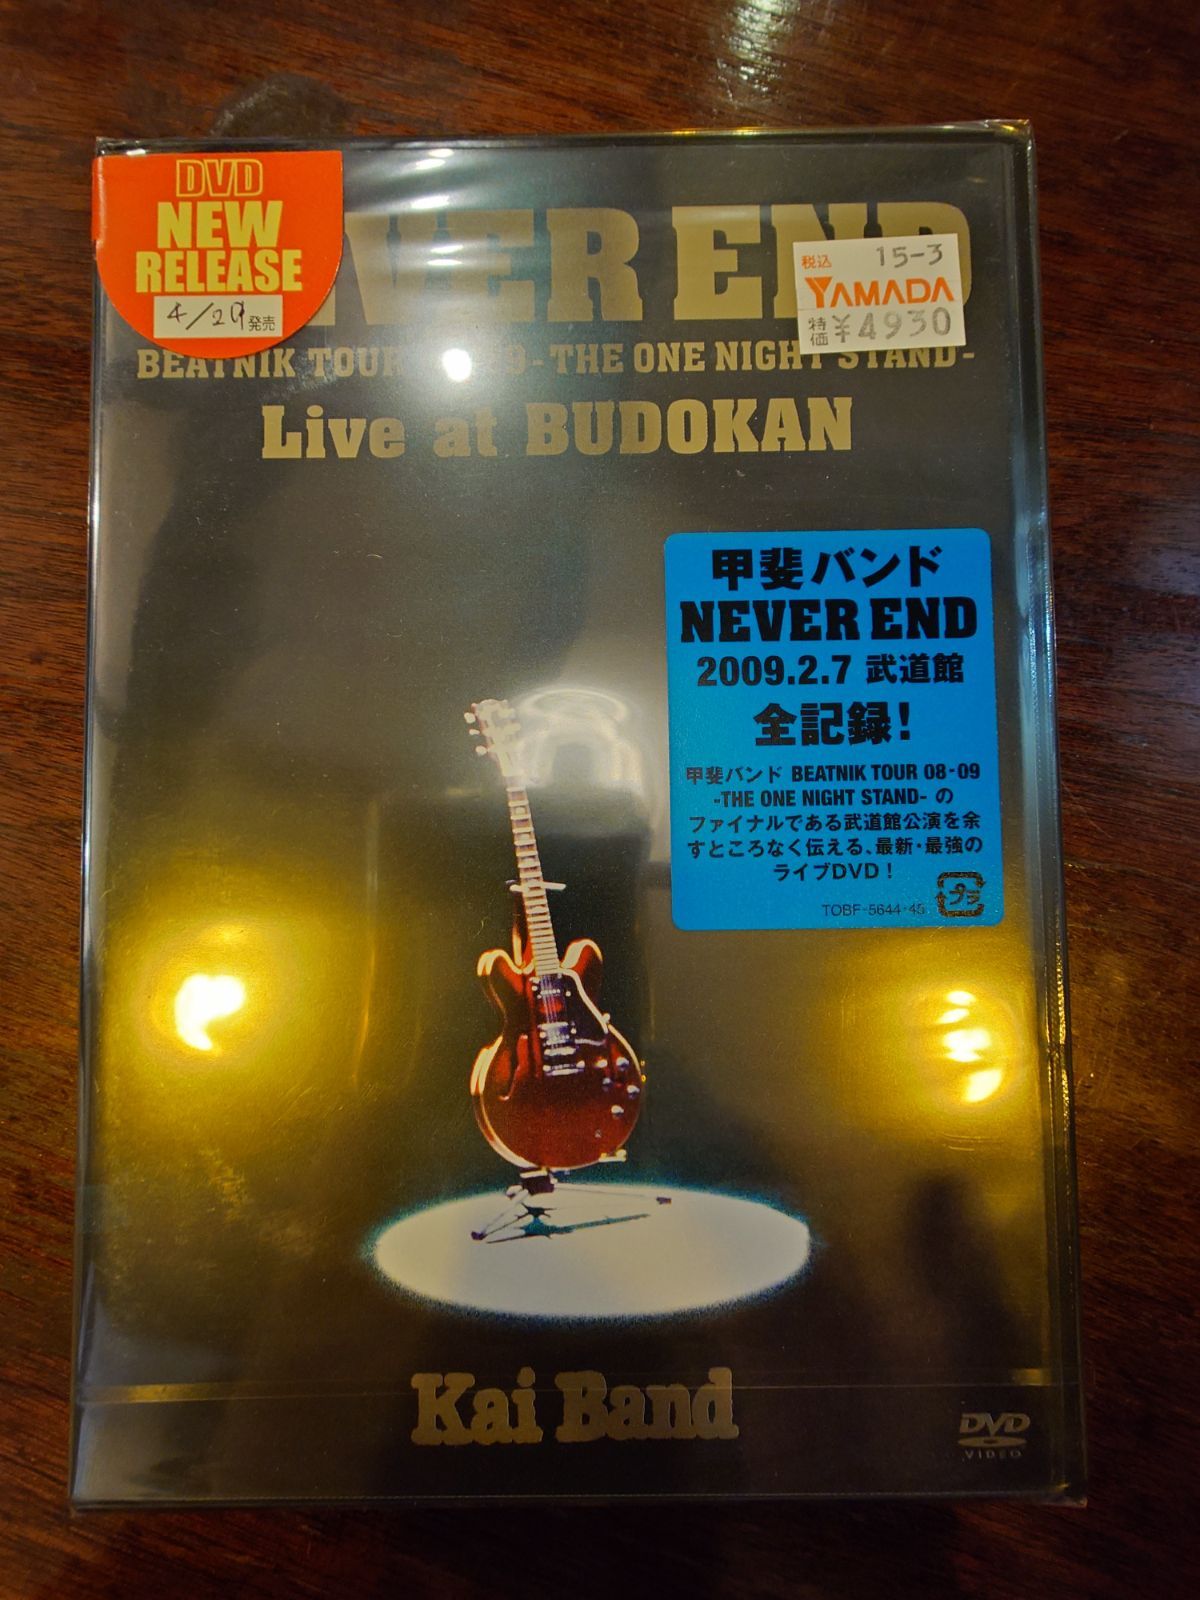 DVD
NEW
RELEASE
4/29発売
VER END
税込 15-3
YAMADA
特価 ¥4930
BEATNIK TOUR 9-THE ONE NIGHT STAND-
Live at BUDOKAN
甲斐バンド
NEVER END
2009.2.7 武道館
全記録!
甲斐バンド BEATNIK TOUR 08-09
-THE ONE NIGHT STAND- の
ファイナルである武道館公演を余
すところなく伝える、最新・最強の
ライブDVD!
TOBF-5644-45 プラ
Kai Band
DVD
VIDEO